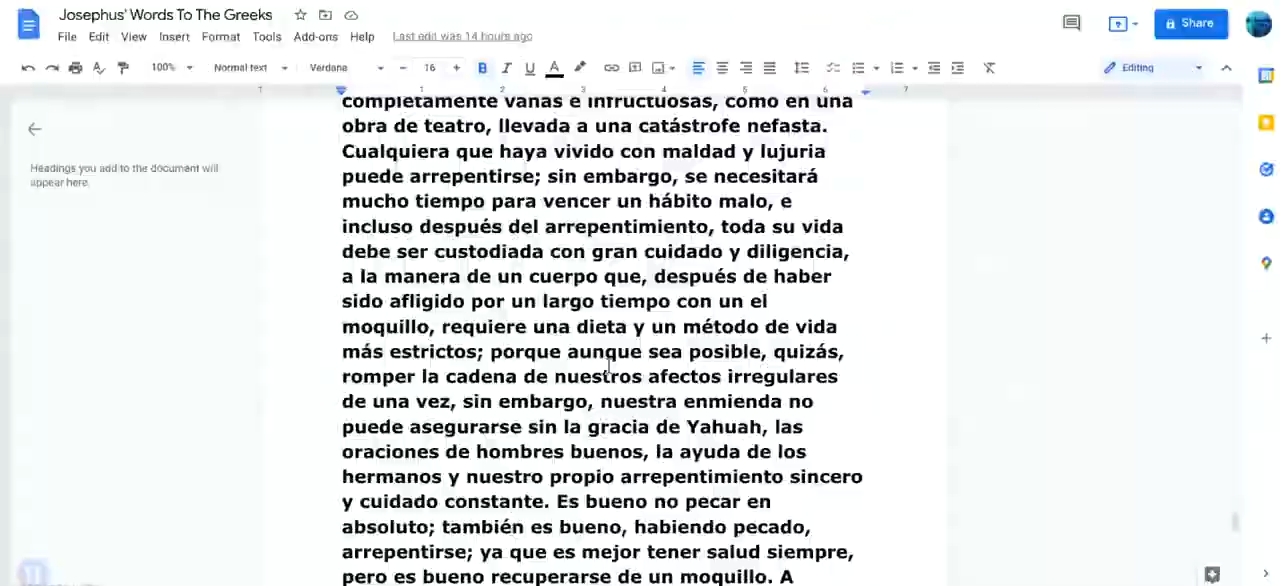 Josephus' Words To The Greeks
File Edit View Insert Format Tools Add-ons Help Last edit was 14 hours ago
Share
100% Normal text Verdana − 16 + B I U A Editing
1 1 2 3 4 5 6 7
Headings you add to the document will
appear here.
completamente vanas e infructuosas, como en una
obra de teatro, llevada a una catástrofe nefasta.
Cualquiera que haya vivido con maldad y lujuria
puede arrepentirse; sin embargo, se necesitará
mucho tiempo para vencer un hábito malo, e
incluso después del arrepentimiento, toda su vida
debe ser custodiada con gran cuidado y diligencia,
a la manera de un cuerpo que, después de haber
sido afligido por un largo tiempo con un el
moquillo, requiere una dieta y un método de vida
más estrictos; porque aunque sea posible, quizás,
romper la cadena de nuestros afectos irregulares
de una vez, sin embargo, nuestra enmienda no
puede asegurarse sin la gracia de Yahuah, las
oraciones de hombres buenos, la ayuda de los
hermanos y nuestro propio arrepentimiento sincero
y cuidado constante. Es bueno no pecar en
absoluto; también es bueno, habiendo pecado,
arrepentirse; ya que es mejor tener salud siempre,
pero es bueno recuperarse de un moquillo. A